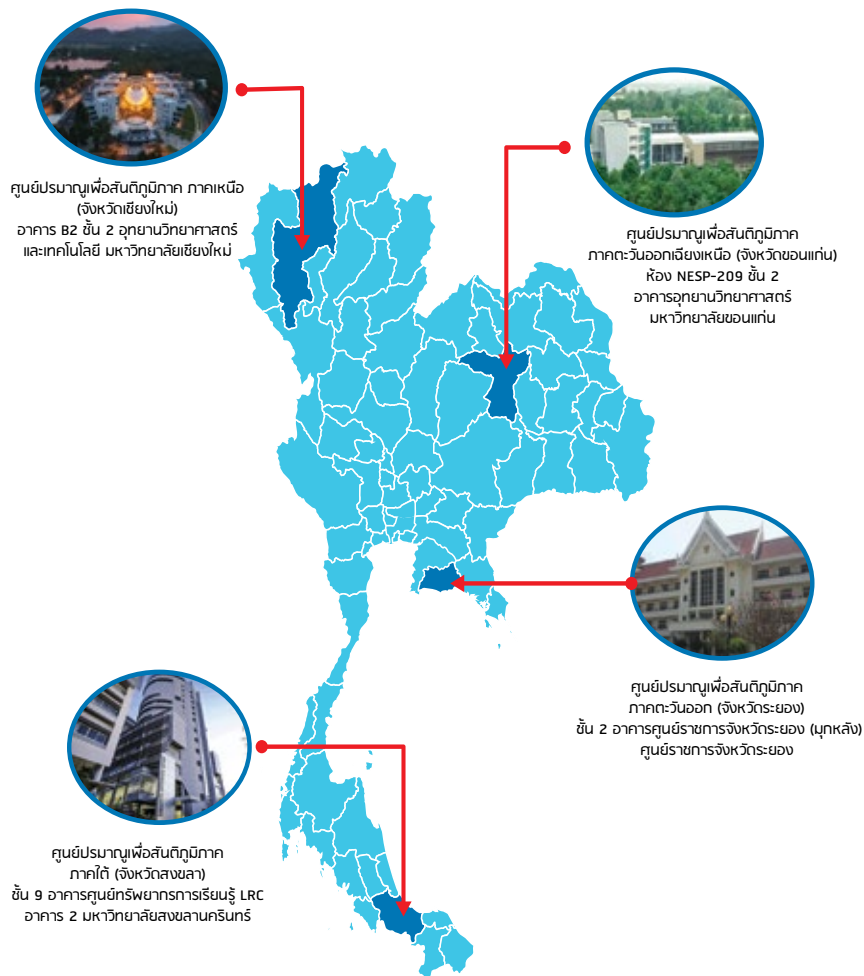 ศูนย์ปรมาณูเพื่อสันติภูมิภาค ภาคเหนือ
(จังหวัดเชียงใหม่)
อาคาร B2 ชั้น 2 อุทยานวิทยาศาสตร์
และเทคโนโลยี มหาวิทยาลัยเชียงใหม่
ศูนย์ปรมาณูเพื่อสันติภูมิภาค
ภาคตะวันออกเฉียงเหนือ (จังหวัดขอนแก่น)
ห้อง NESP-209 ชั้น 2
อาคารอุทยานวิทยาศาสตร์
มหาวิทยาลัยขอนแก่น
ศูนย์ปรมาณูเพื่อสันติภูมิภาค
ภาคตะวันออก (จังหวัดระยอง)
ชั้น 2 อาคารศูนย์ราชการจังหวัดระยอง (มุกหลัง)
ศูนย์ราชการจังหวัดระยอง
ศูนย์ปรมาณูเพื่อสันติภูมิภาค
ภาคใต้ (จังหวัดสงขลา)
ชั้น 9 อาคารศูนย์ทรัพยากรการเรียนรู้ LRC
อาคาร 2 มหาวิทยาลัยสงขลานครินทร์